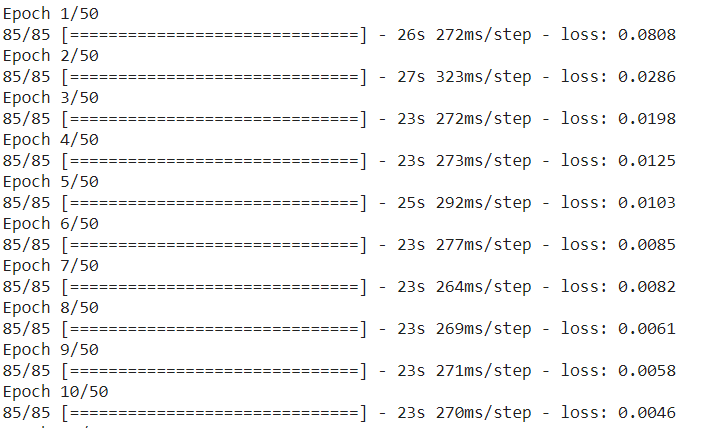 Epoch 1/50
85/85 [==============================] - 26s 272ms/step - loss: 0.0808
Epoch 2/50
85/85 [==============================] - 27s 323ms/step - loss: 0.0286
Epoch 3/50
85/85 [==============================] - 23s 272ms/step - loss: 0.0198
Epoch 4/50
85/85 [==============================] - 23s 273ms/step - loss: 0.0125
Epoch 5/50
85/85 [==============================] - 25s 292ms/step - loss: 0.0103
Epoch 6/50
85/85 [==============================] - 23s 277ms/step - loss: 0.0085
Epoch 7/50
85/85 [==============================] - 23s 264ms/step - loss: 0.0082
Epoch 8/50
85/85 [==============================] - 23s 269ms/step - loss: 0.0061
Epoch 9/50
85/85 [==============================] - 23s 271ms/step - loss: 0.0058
Epoch 10/50
85/85 [==============================] - 23s 270ms/step - loss: 0.0046